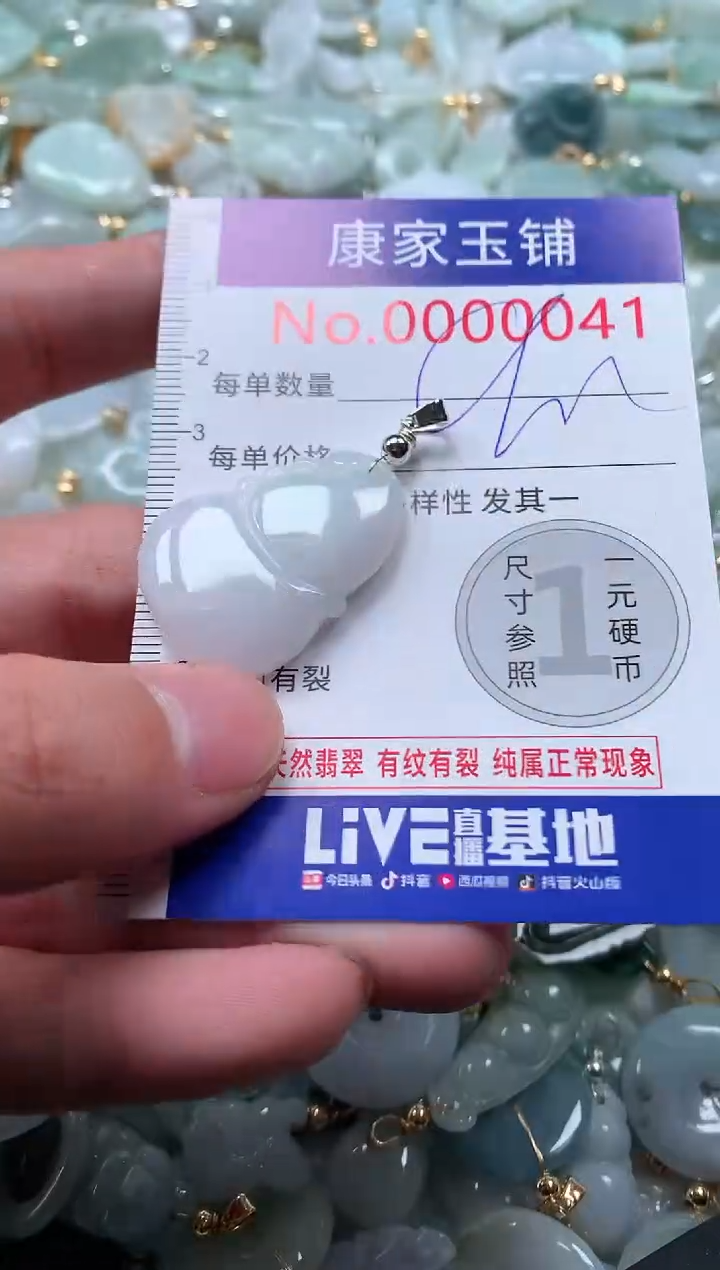 康家玉铺
No.0000041
2
每单数量
3
每单价格
样性 发其一
尺寸参照
1
一元硬币
有裂
天然翡翠 有纹有裂 纯属正常现象
LiVE直播基地
今日头条 抖音 西瓜视频 抖音火山版